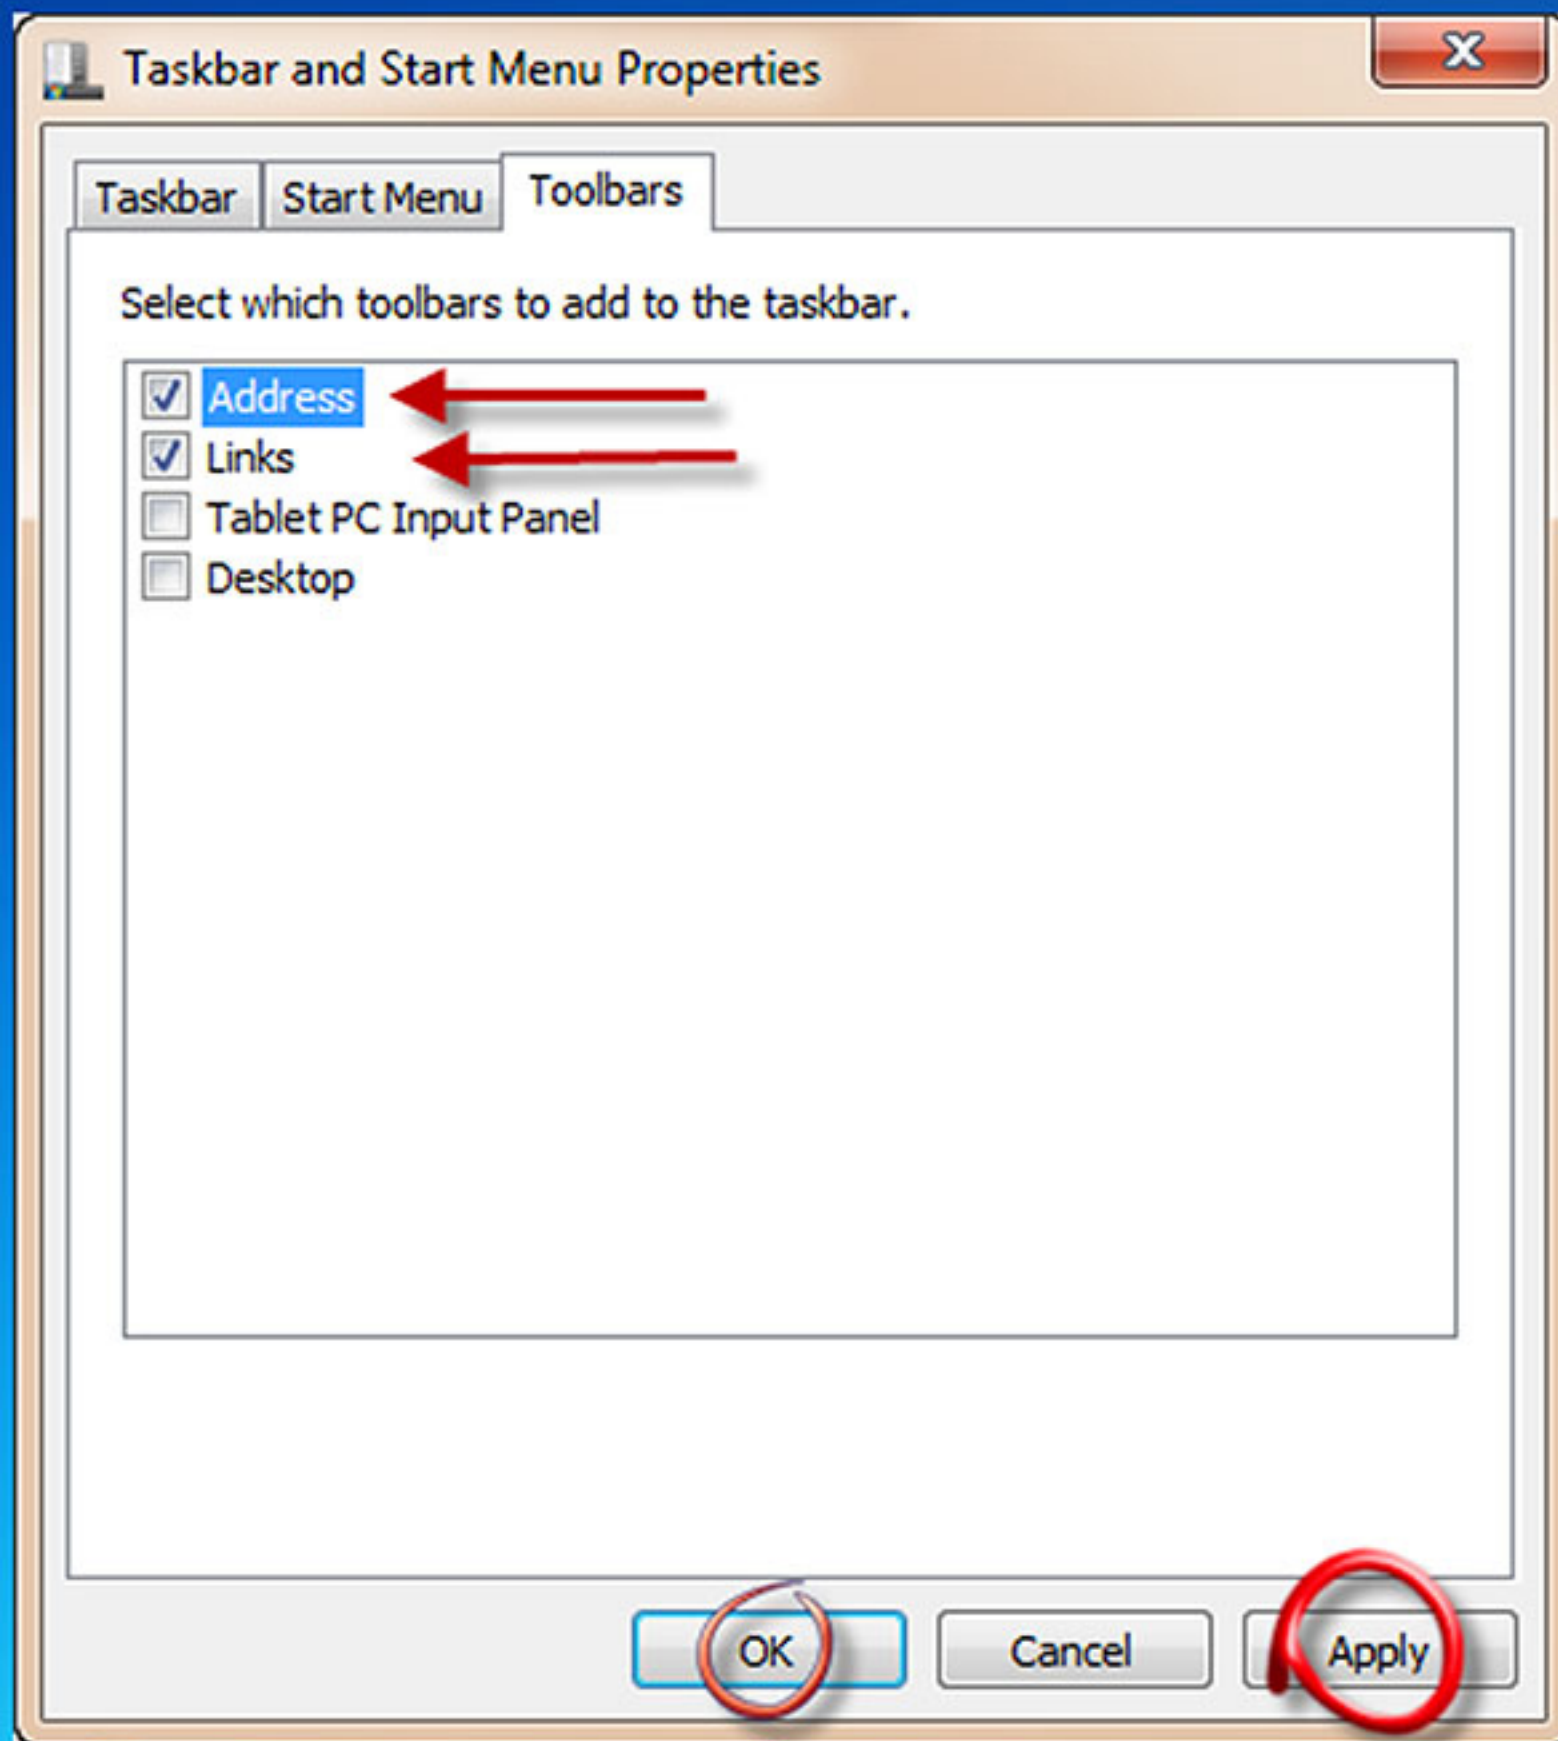 Taskbar and Start Menu Properties
Taskbar Start Menu Toolbars
Select which toolbars to add to the taskbar.
Address
Links
Tablet PC Input Panel
Desktop
OK Cancel Apply